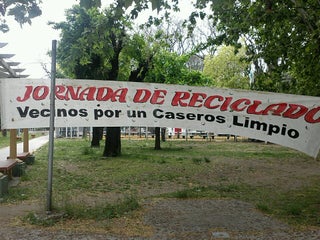 JORNADA DE RECICLADO
Vecinos por un Caseros Limpio